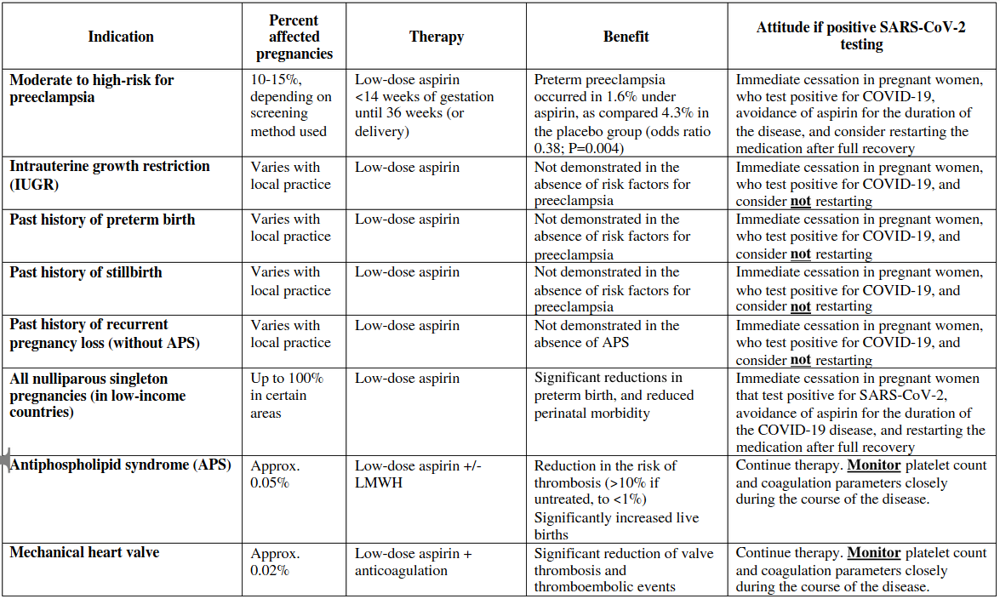 Indication
Percent
affected
pregnancies
Therapy
Benefit
Attitude if positive SARS-CoV-2
testing
Moderate to high-risk for
preeclampsia
10-15%,
depending on
screening
method used
Low-dose aspirin
<14 weeks of gestation
until 36 weeks (or
delivery)
Preterm preeclampsia
occurred in 1.6% under
aspirin, as compared 4.3% in
the placebo group (odds ratio
0.38; P=0.004)
Immediate cessation in pregnant women,
who test positive for COVID-19,
avoidance of aspirin for the duration of
the disease, and consider restarting the
medication after full recovery
Intrauterine growth restriction
(IUGR)
Varies with
local practice
Low-dose aspirin
Not demonstrated in the
absence of risk factors for
preeclampsia
Immediate cessation in pregnant women,
who test positive for COVID-19, and
consider not restarting
Past history of preterm birth
Varies with
local practice
Low-dose aspirin
Not demonstrated in the
absence of risk factors for
preeclampsia
Immediate cessation in pregnant women,
who test positive for COVID-19, and
consider not restarting
Past history of stillbirth
Varies with
local practice
Low-dose aspirin
Not demonstrated in the
absence of risk factors for
preeclampsia
Immediate cessation in pregnant women,
who test positive for COVID-19, and
consider not restarting
Past history of recurrent
pregnancy loss (without APS)
Varies with
local practice
Low-dose aspirin
Not demonstrated in the
absence of APS
Immediate cessation in pregnant women,
who test positive for COVID-19, and
consider not restarting
All nulliparous singleton
pregnancies (in low-income
countries)
Up to 100%
in certain
areas
Low-dose aspirin
Significant reductions in
preterm birth, and reduced
perinatal morbidity
Immediate cessation in pregnant women
that test positive for SARS-CoV-2,
avoidance of aspirin for the duration of
the COVID-19 disease, and restarting the
medication after full recovery
Antiphospholipid syndrome (APS)
Approx.
0.05%
Low-dose aspirin +/-
LMWH
Reduction in the risk of
thrombosis (>10% if
untreated, to <1%)
Significantly increased live
births
Continue therapy. Monitor platelet count
and coagulation parameters closely
during the course of the disease.
Mechanical heart valve
Approx.
0.02%
Low-dose aspirin +
anticoagulation
Significant reduction of valve
thrombosis and
thromboembolic events
Continue therapy. Monitor platelet count
and coagulation parameters closely
during the course of the disease.